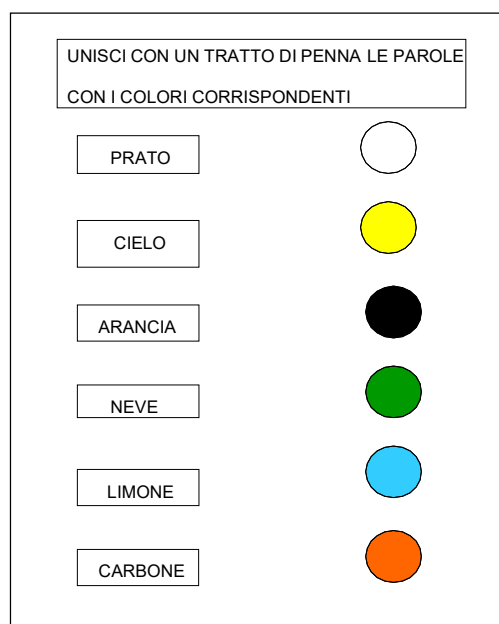 UNISCI CON UN TRATTO DI PENNA LE PAROLE
CON I COLORI CORRISPONDENTI
PRATO
CIELO
ARANCIA
NEVE
LIMONE
CARBONE